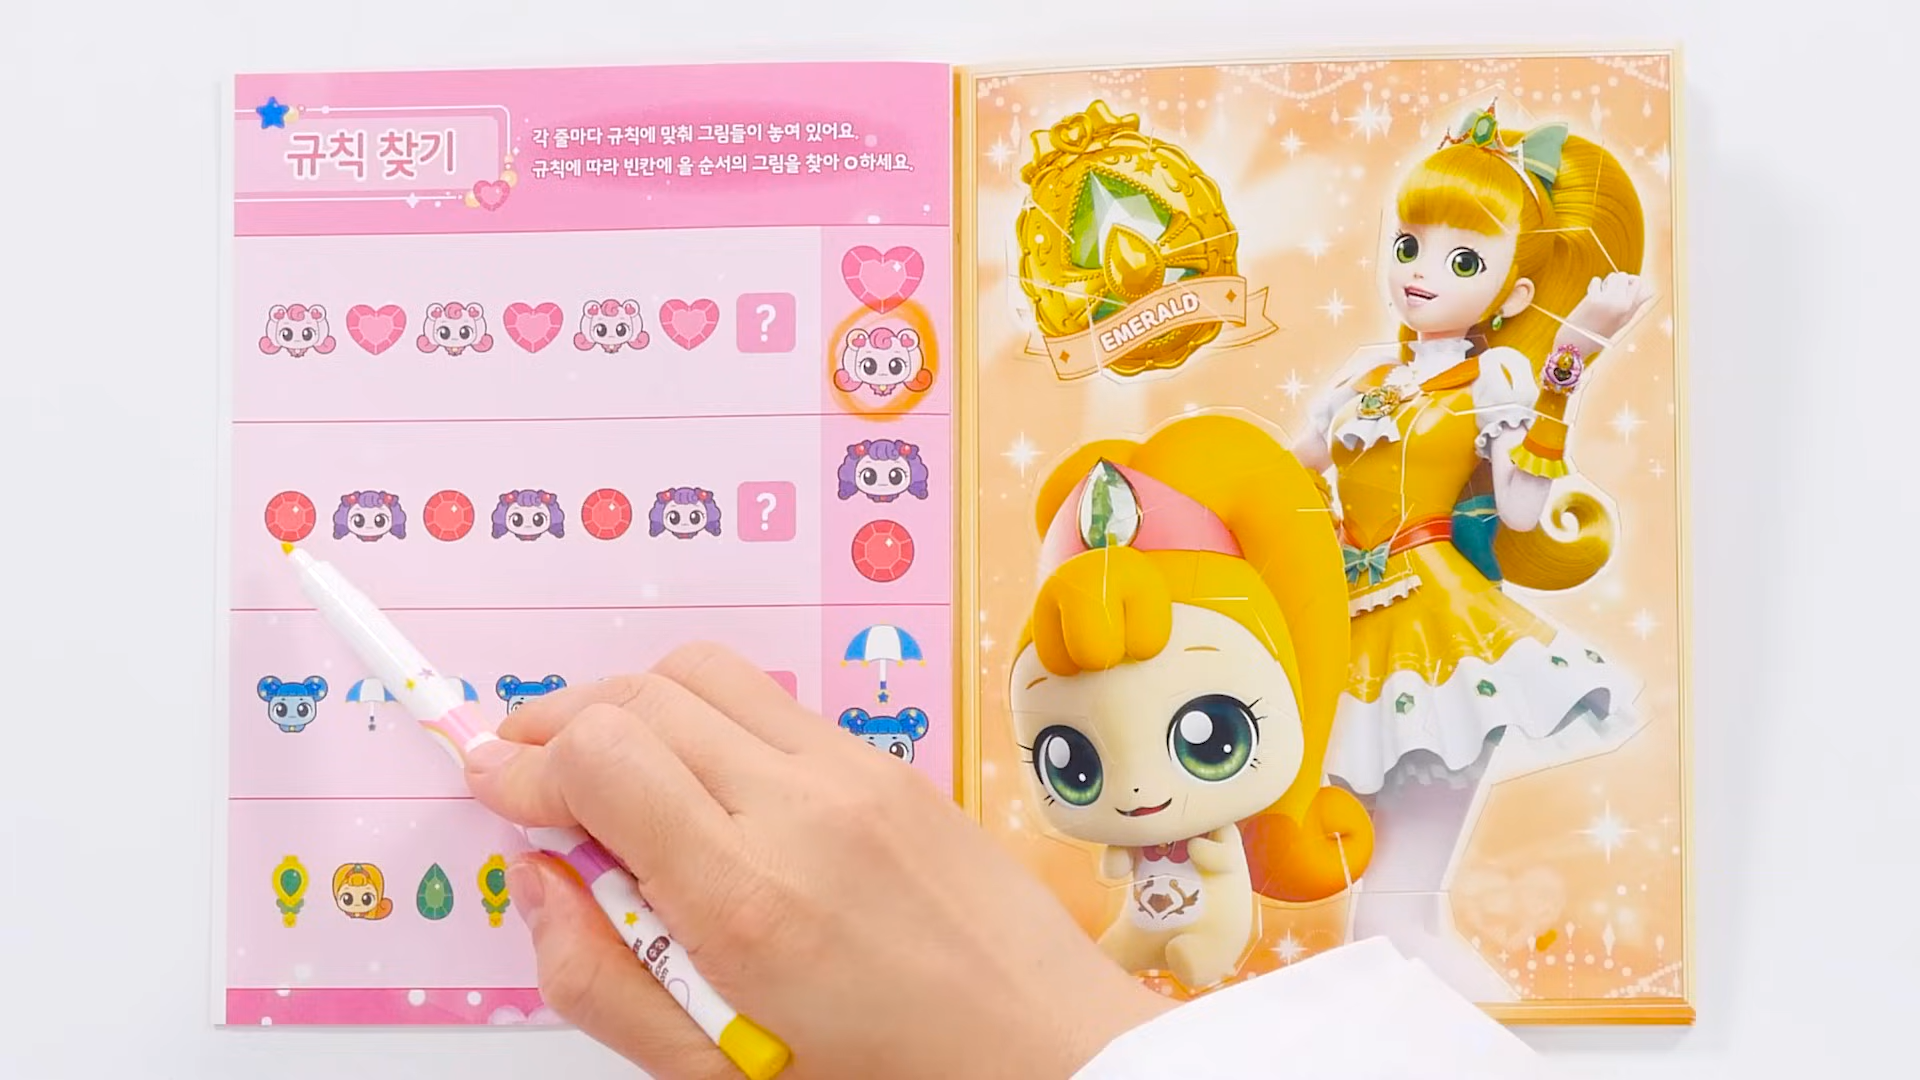 규칙 찾기
각 줄마다 규칙에 맞춰 그림들이 놓여 있어요.
규칙에 따라 빈칸에 올 순서의 그림을 찾아 O하세요.
?
?
EMERALD